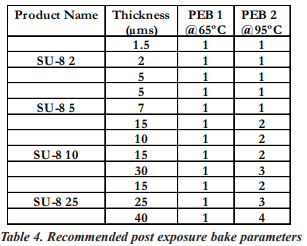 Product Name Thickness (μms) PEB 1 @65°C PEB 2 @95°C
1.5 1 1
SU-8 2 2 1 1
5 1 1
5 1 1
SU-8 5 7 1 1
15 1 2
10 1 2
SU-8 10 15 1 2
30 1 3
15 1 2
SU-8 25 25 1 3
40 1 4
Table 4. Recommended post exposure bake parameters